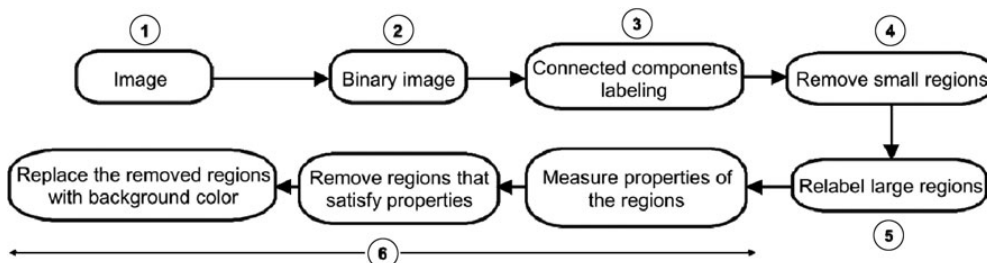 1
2
3
4
Image
Binary image
Connected components
labeling
Remove small regions
Replace the removed regions
with background color
Remove regions that
satisfy properties
Measure properties of
the regions
Relabel large regions
6
5